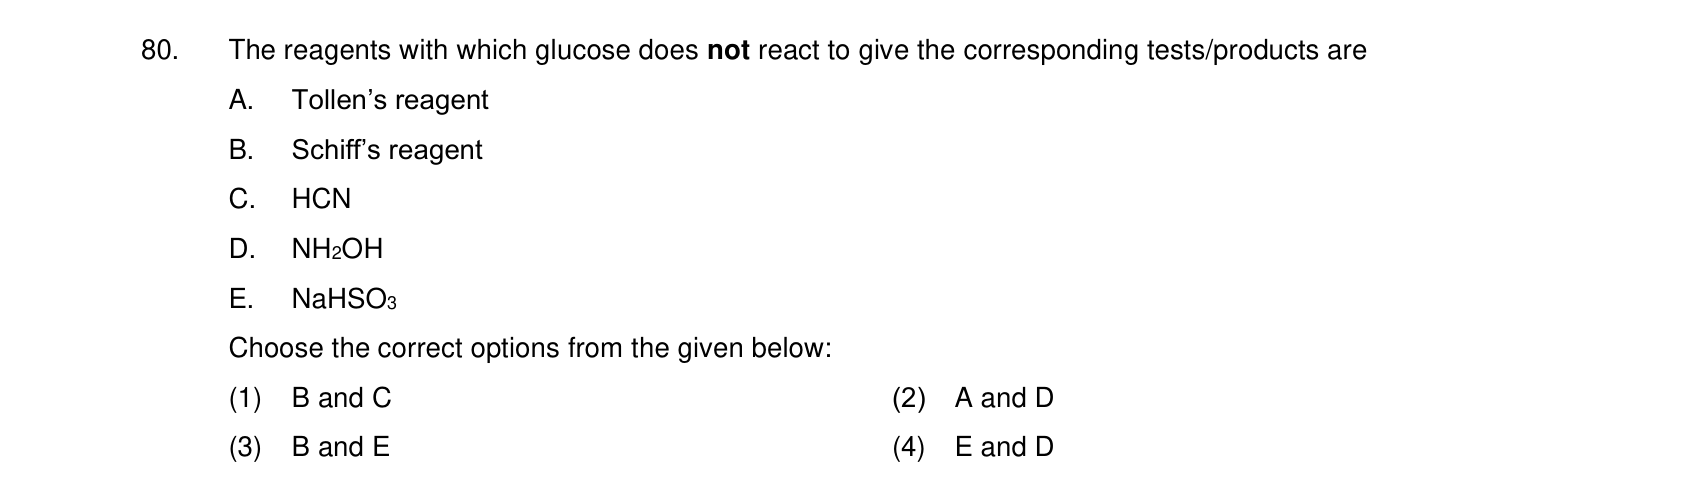 80. The reagents with which glucose does not react to give the corresponding tests/products are
A. Tollen’s reagent
B. Schiff’s reagent
C. HCN
D. NH2OH
E. NaHSO3
Choose the correct options from the given below:
(1) B and C (2) A and D
(3) B and E (4) E and D